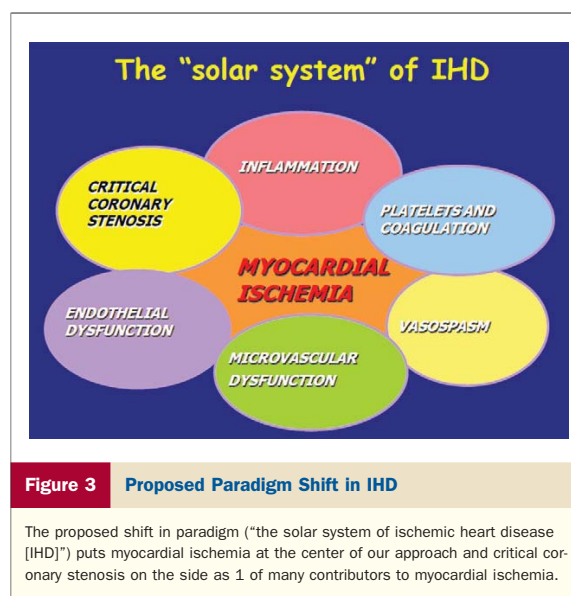 The “solar system” of IHD
INFLAMMATION
CRITICAL
CORONARY
STENOSIS
PLATELETS AND
COAGULATION
MYOCARDIAL
ISCHEMIA
ENDOTHELIAL
DYSFUNCTION
VASOSPASM
MICROVASCULAR
DYSFUNCTION
Figure 3 Proposed Paradigm Shift in IHD
The proposed shift in paradigm (“the solar system of ischemic heart disease
[IHD]”) puts myocardial ischemia at the center of our approach and critical cor-
onary stenosis on the side as 1 of many contributors to myocardial ischemia.